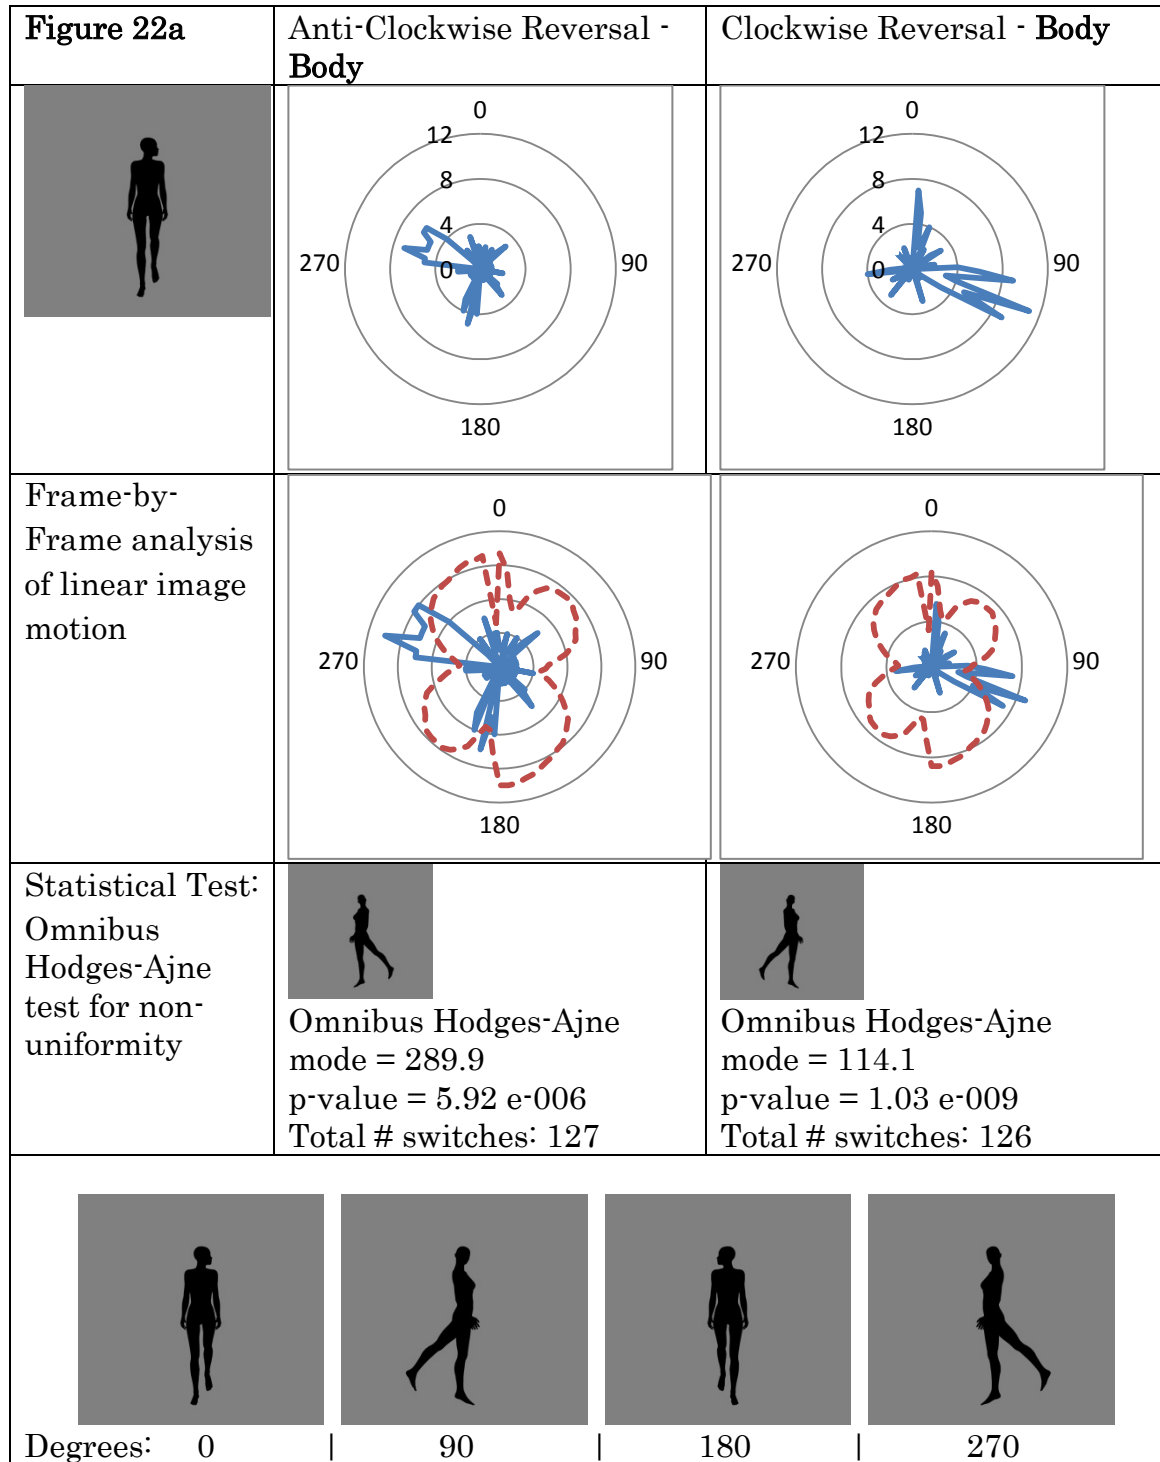 Figure 22a
Anti-Clockwise Reversal -
Body
Clockwise Reversal - Body
0
12
8
4
0
270
90
180
0
12
8
4
0
270
90
180
Frame-by-
Frame analysis
of linear image
motion
0
270
90
180
0
270
90
180
Statistical Test:
Omnibus
Hodges-Ajne
test for non-
uniformity
Omnibus Hodges-Ajne
mode = 289.9
p-value = 5.92 e-006
Total # switches: 127
Omnibus Hodges-Ajne
mode = 114.1
p-value = 1.03 e-009
Total # switches: 126
Degrees: 0 | 90 | 180 | 270